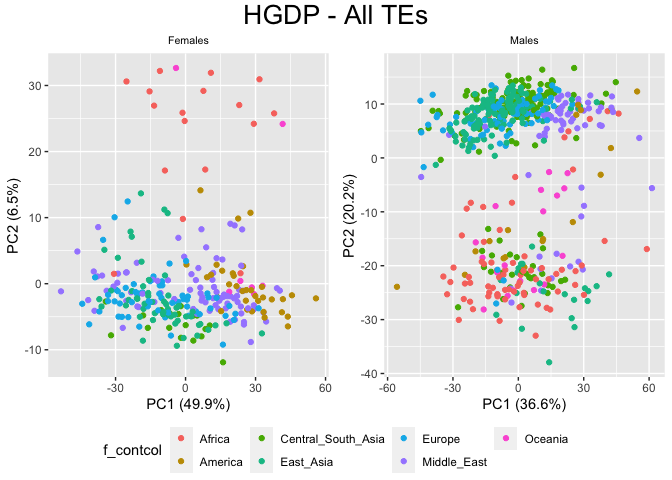 HGDP - All TEs
Females
Males
30
20
10
0
-10
PC2 (6.5%)
-30
0
30
60
PC1 (49.9%)
10
0
-10
-20
-30
-40
PC2 (20.2%)
-60
-30
0
30
60
PC1 (36.6%)
f_contcol
Africa
Central_South_Asia
Europe
Oceania
America
East_Asia
Middle_East